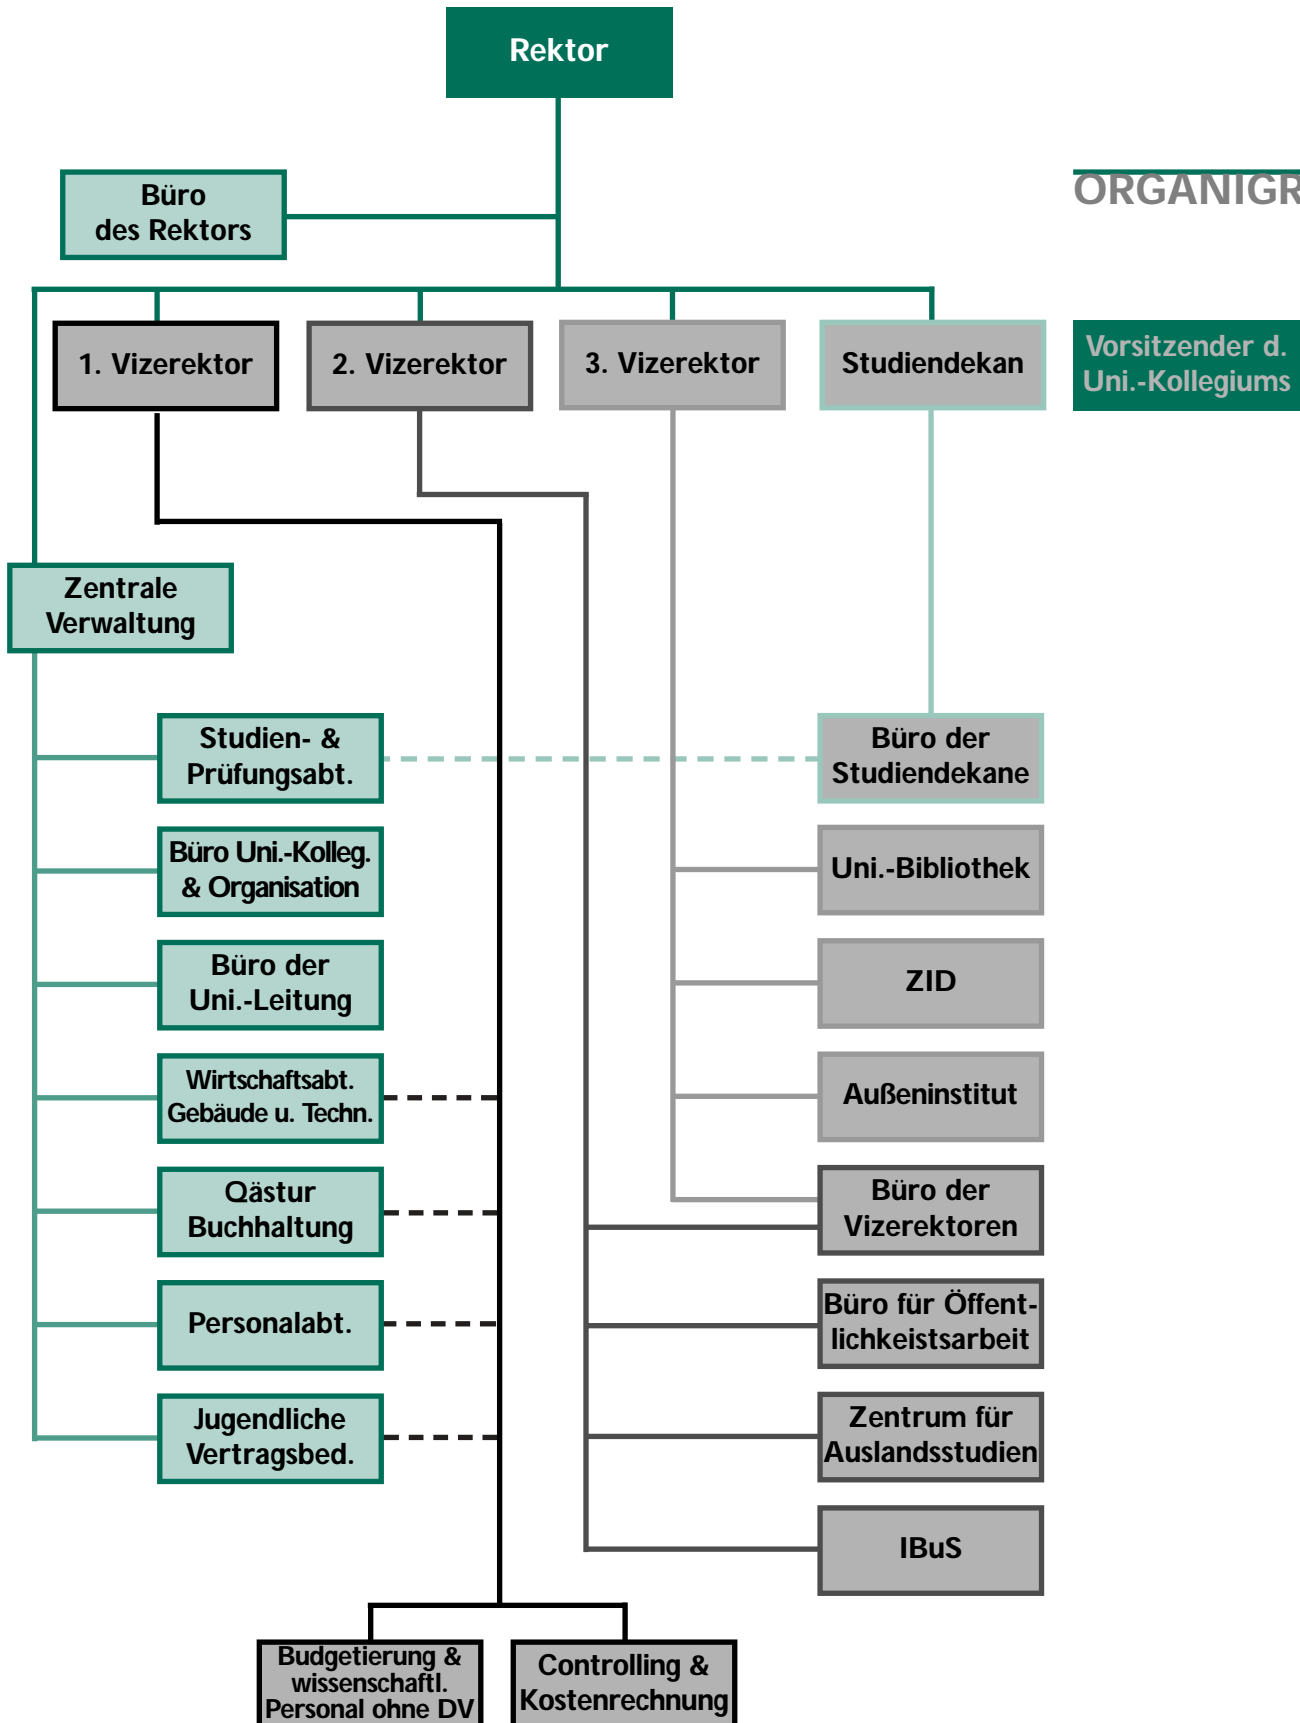 Rektor
Büro
des Rektors
ORGANIGR
1. Vizerektor
2. Vizerektor
3. Vizerektor
Studiendekan
Vorsitzender d.
Uni.-Kollegiums
Zentrale
Verwaltung
Studien- &
Prüfungsabt.
Büro der
Studiendekane
Büro Uni.-Kolleg.
& Organisation
Uni.-Bibliothek
Büro der
Uni.-Leitung
ZID
Wirtschaftsabt.
Gebäude u. Techn.
Außeninstitut
Qästur
Buchhaltung
Büro der
Vizerektoren
Personalabt.
Büro für Öffent-
lichkeistsarbeit
Jugendliche
Vertragsbed.
Zentrum für
Auslandsstudien
IBuS
Budgetierung &
wissenschaftl.
Personal ohne DV
Controlling &
Kostenrechnung